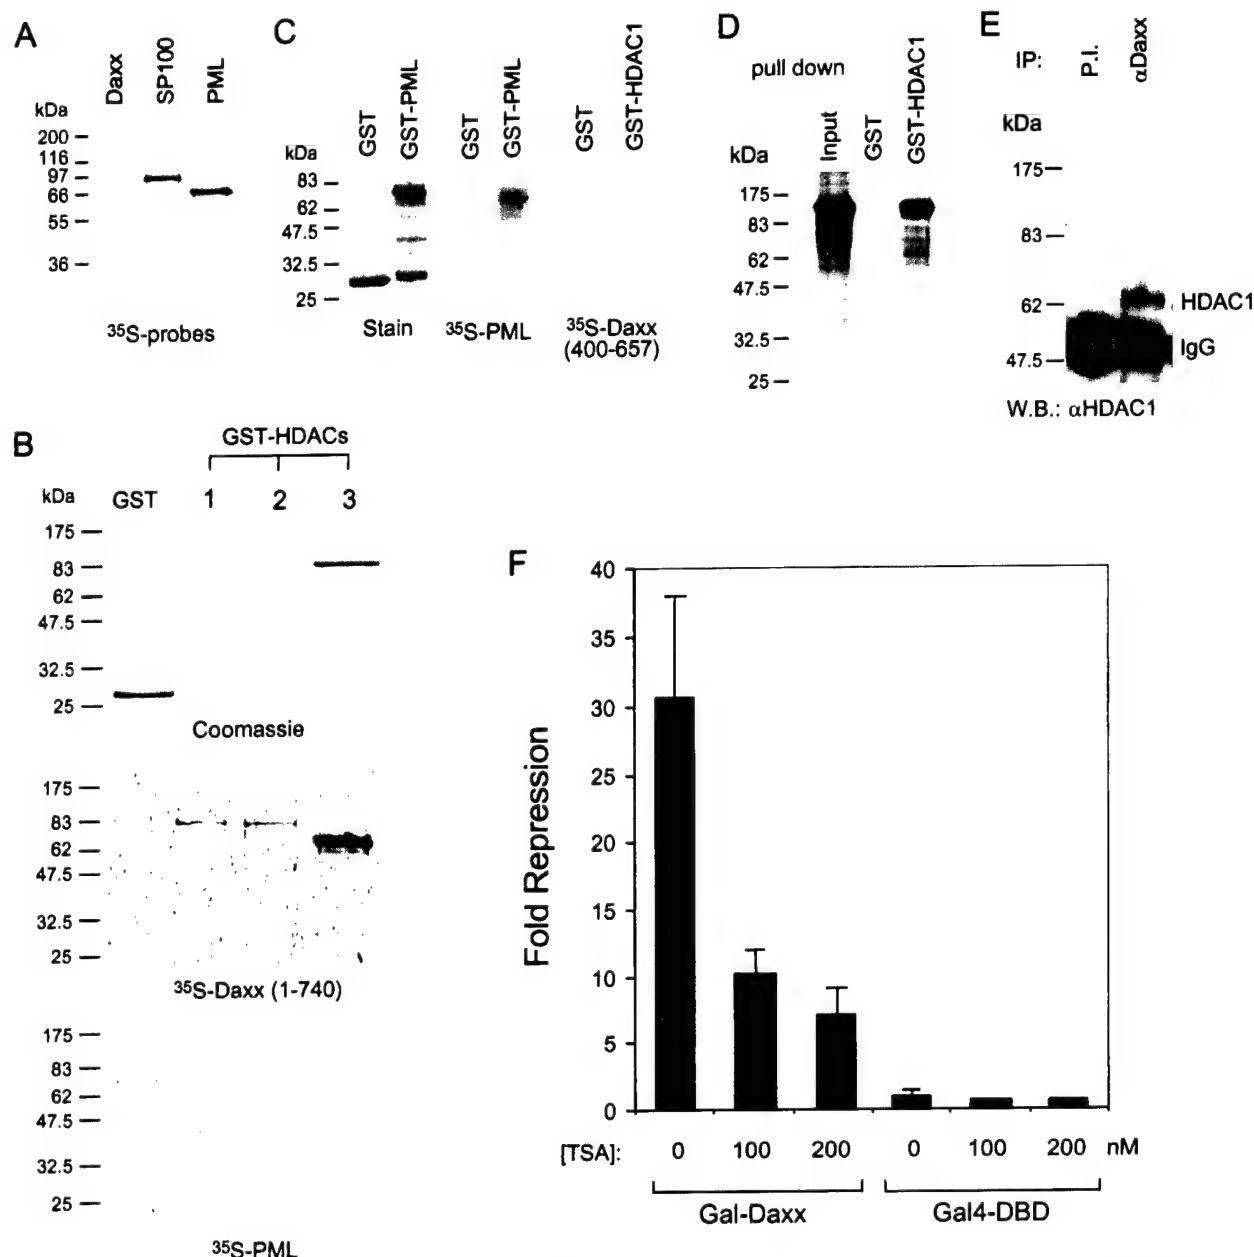 A
Daxx
SP100
PML
kDa
200
116
97
66
55
36
35S-probes
C
GST
GST-PML
GST
GST-PML
GST
GST-HDAC1
kDa
83
62
47.5
32.5
25
Stain
35S-PML
35S-Daxx
(400-657)
D
pull down
Input
GST
GST-HDAC1
kDa
175
83
62
47.5
32.5
25
E
IP:
P.I.
αDaxx
kDa
175
83
62
47.5
HDAC1
IgG
W.B.: αHDAC1
B
GST-HDACs
kDa
GST
1
2
3
175
83
62
47.5
32.5
25
Coomassie
175
83
62
47.5
32.5
25
35S-Daxx (1-740)
175
83
62
47.5
32.5
25
35S-PML
F
Fold Repression
40
35
30
25
20
15
10
5
0
[TSA]:
0
100
200
0
100
200
nM
Gal-Daxx
Gal4-DBD